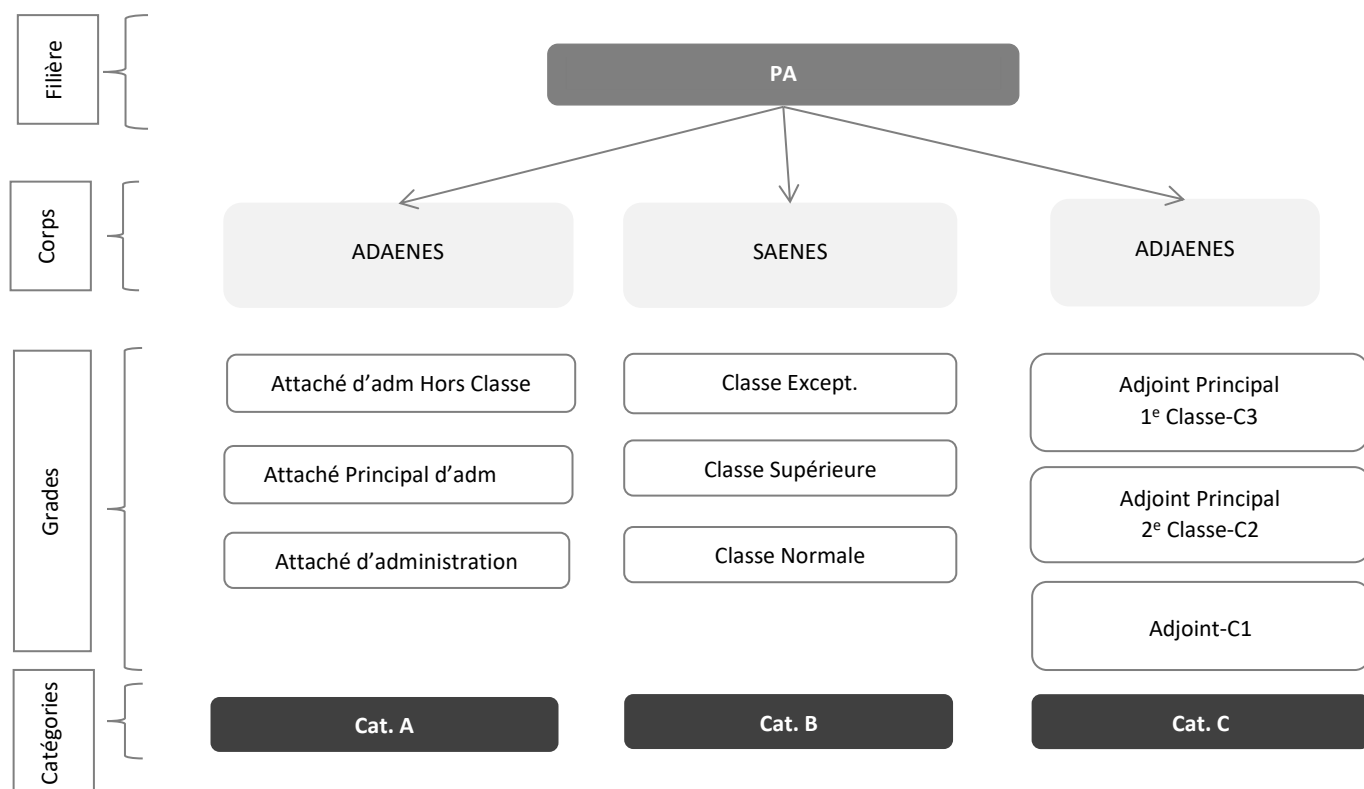 Filière
PA
Corps
ADAENES
SAENES
ADJAENES
Grades
Attaché d’adm Hors Classe
Classe Except.
Adjoint Principal
1e Classe-C3
Attaché Principal d’adm
Classe Supérieure
Adjoint Principal
2e Classe-C2
Attaché d’administration
Classe Normale
Adjoint-C1
Catégories
Cat. A
Cat. B
Cat. C